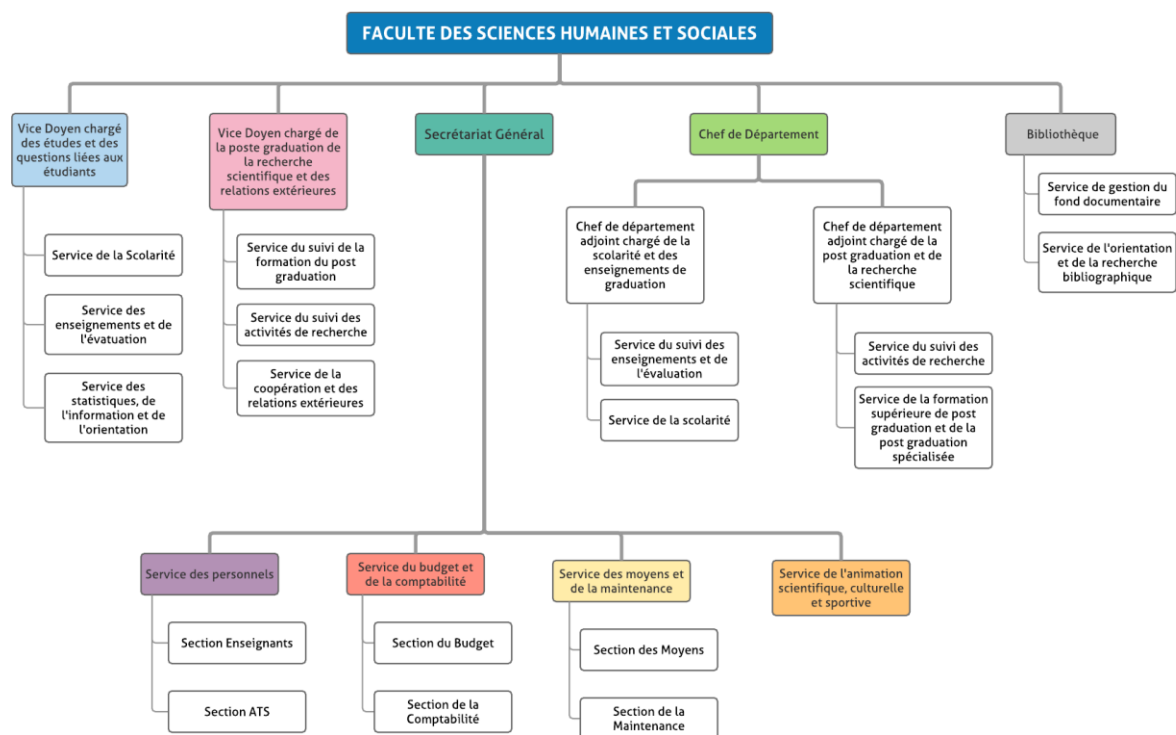 FACULTE DES SCIENCES HUMAINES ET SOCIALES
Vice Doyen chargé
des études et des
questions liées aux
étudiants
Service de la Scolarité
Service des
enseignements et de
l'évatuation
Service des
statistiques, de
l'information et de
l'orientation
Vice Doyen chargé de
la poste graduation de
la recherche
scientifique et des
relations extérieures
Service du suivi de la
formation du post
graduation
Service du suivi des
activités de recherche
Service de la
coopération et des
relations extérieures
Secrétariat Général
Chef de Département
Chef de département
adjoint chargé de la
scolarité et des
enseignements de
graduation
Service du suivi des
enseignements et de
l'évaluation
Service de la scolarité
Chef de département
adjoint chargé de la
post graduation et de
la recherche
scientifique
Service du suivi des
activités de recherche
Service de la formation
supérieure de post
graduation et de la
post graduation
spécialisée
Bibliothèque
Service de gestion du
fond documentaire
Service de l'orientation
et de la recherche
bibliographique
Service des personnels
Section Enseignants
Section ATS
Service du budget et
de la comptabilité
Section du Budget
Section de la
Comptabilité
Service des moyens et
de la maintenance
Section des Moyens
Section de la
Maintenance
Service de l'animation
scientifique, culturelle
et sportive